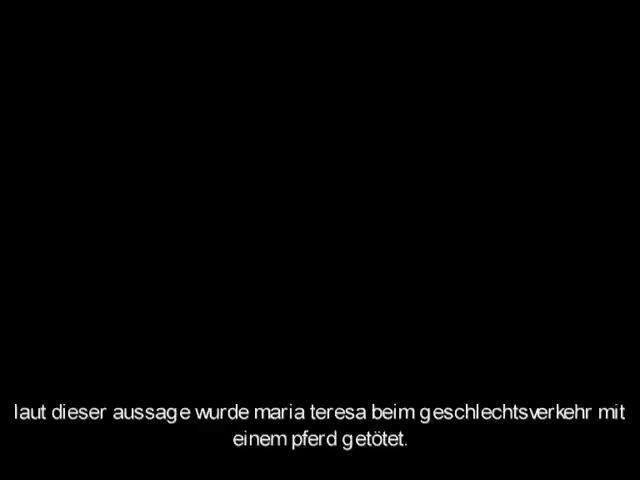 laut dieser aussage wurde maria teresa beim geschlechtsverkehr mit
einem pferd getötet.